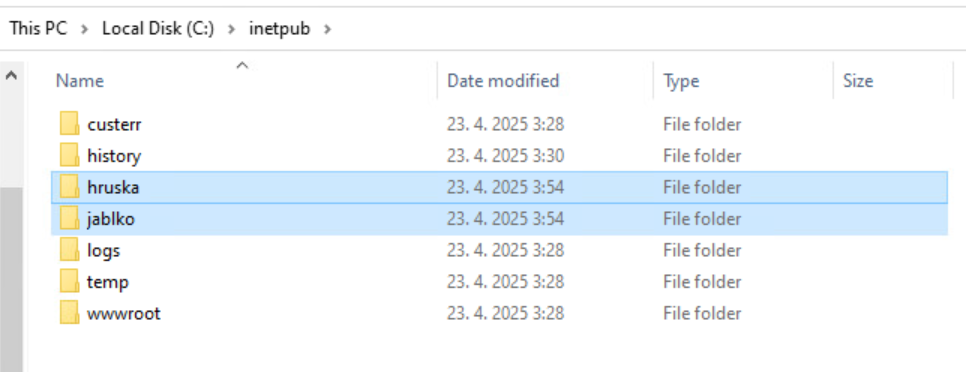 This PC > Local Disk (C:) > inetpub >
Name Date modified Type Size
custerr 23. 4. 2025 3:28 File folder
history 23. 4. 2025 3:30 File folder
hruska 23. 4. 2025 3:54 File folder
jablko 23. 4. 2025 3:54 File folder
logs 23. 4. 2025 3:28 File folder
temp 23. 4. 2025 3:28 File folder
wwwroot 23. 4. 2025 3:28 File folder